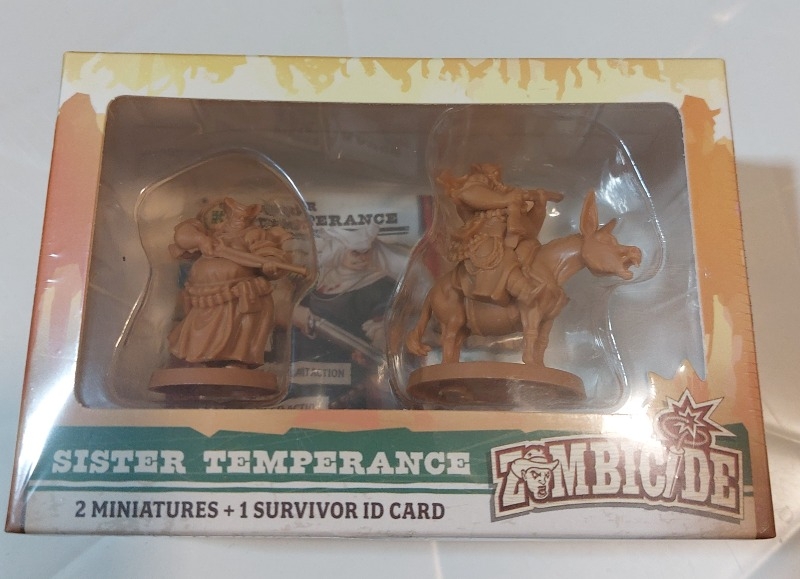 TEMPERANCE
SISTER TEMPERANCE
ZOMBICIDE
2 MINIATURES + 1 SURVIVOR ID CARD